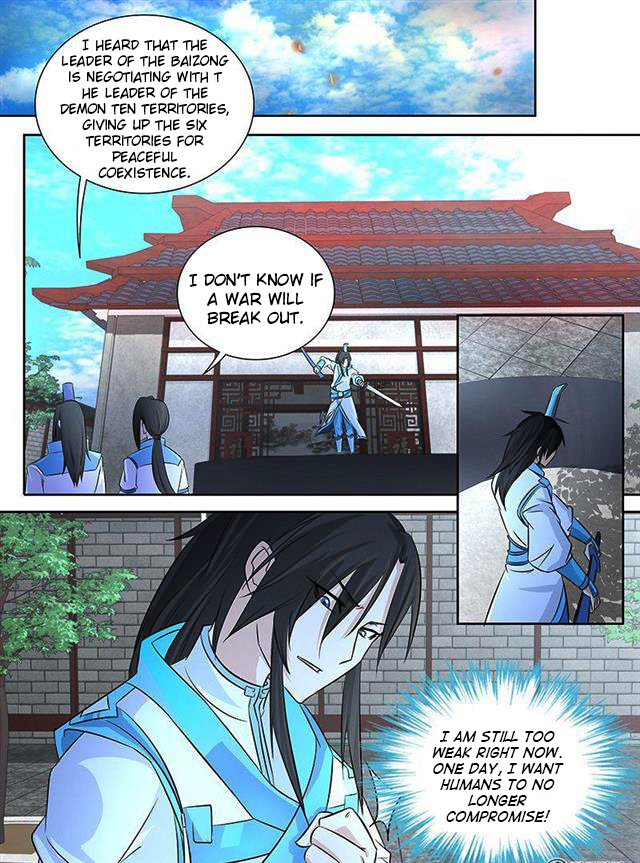 I HEARD THAT THE
LEADER OF THE BAIZONG
IS NEGOTIATING WITH T
HE LEADER OF THE
DEMON TEN TERRITORIES,
GIVING UP THE SIX
TERRITORIES FOR
PEACEFUL
COEXISTENCE.
I DON'T KNOW IF
A WAR WILL
BREAK OUT.
I AM STILL TOO
WEAK RIGHT NOW.
ONE DAY, I WANT
HUMANS TO NO
LONGER
COMPROMISE!